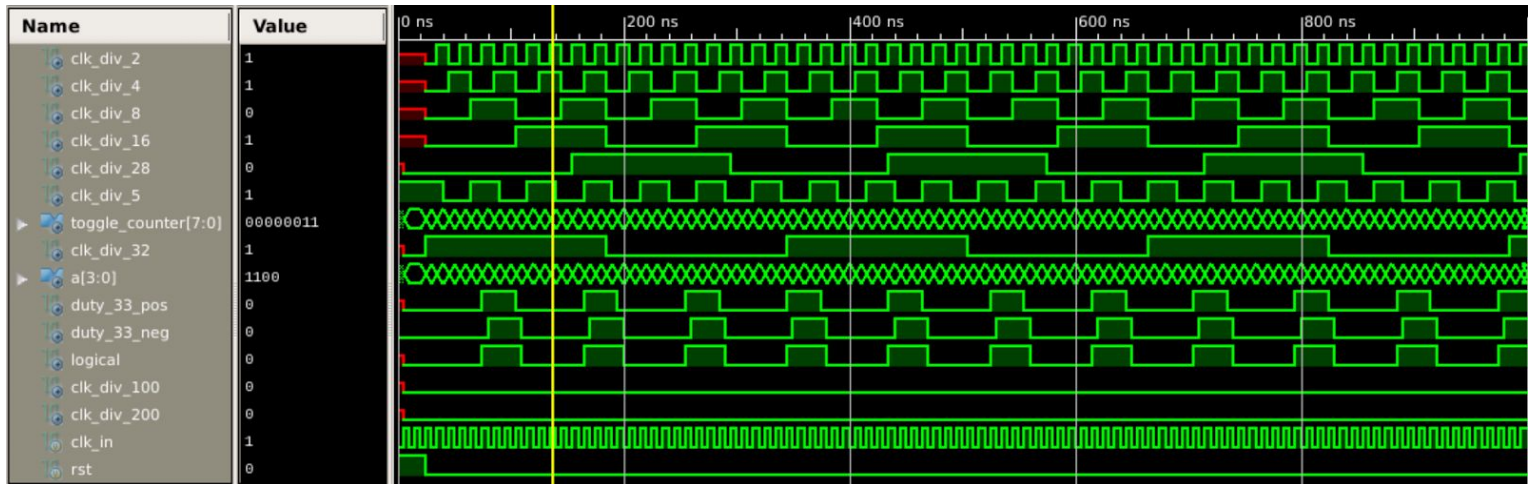 Name Value 0 ns 200 ns 400 ns 600 ns 800 ns
clk_div_2 1
clk_div_4 1
clk_div_8 0
clk_div_16 1
clk_div_28 0
clk_div_5 1
toggle_counter[7:0] 00000011
clk_div_32 1
a[3:0] 1100
duty_33_pos 0
duty_33_neg 0
logical 0
clk_div_100 0
clk_div_200 0
clk_in 1
rst 0